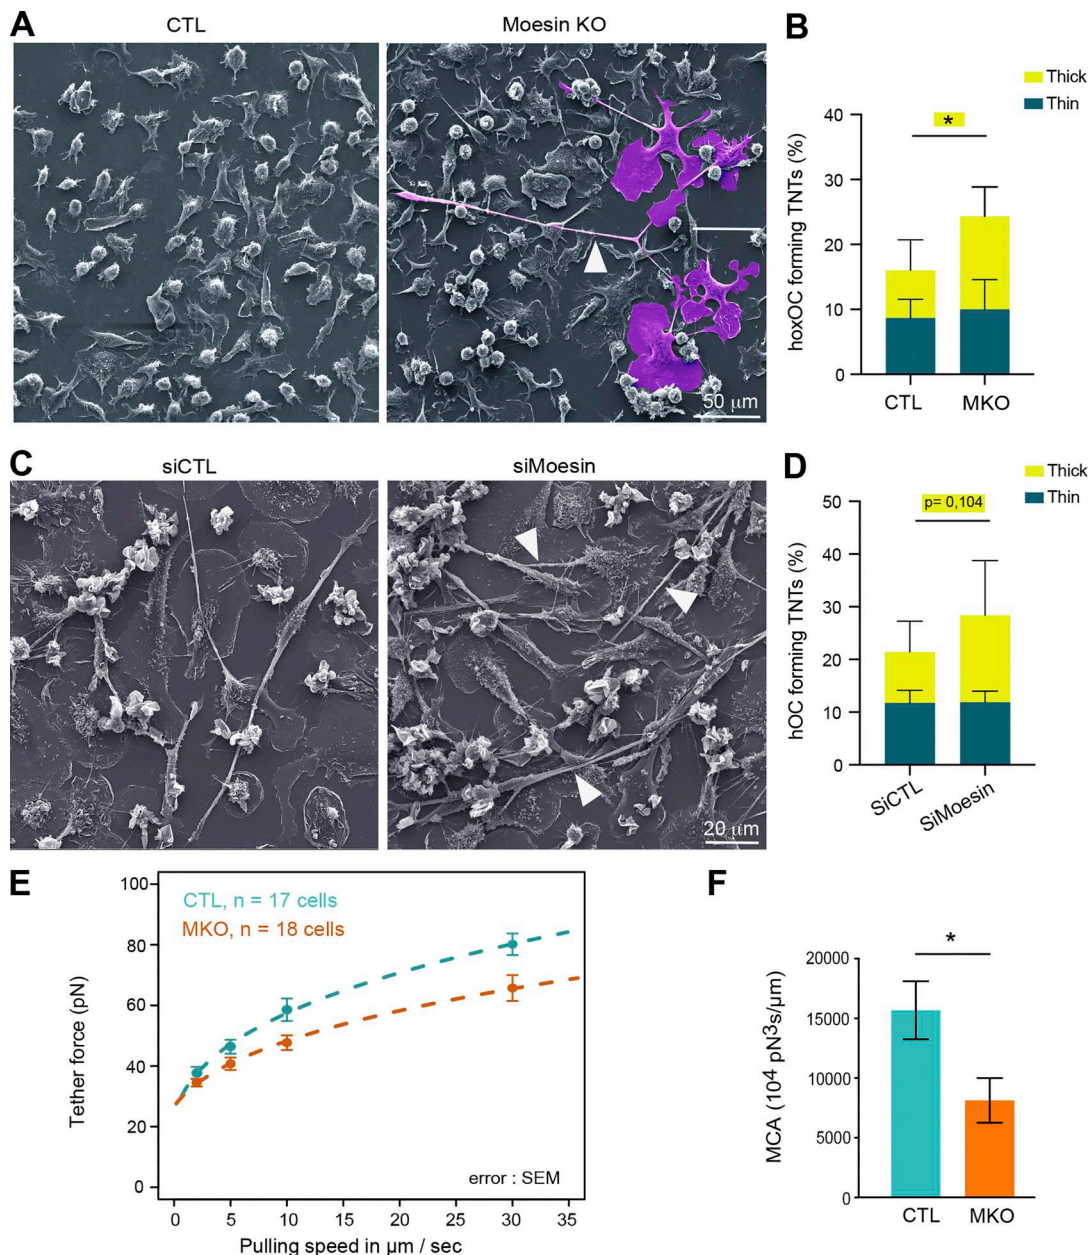 A
CTL
Moesin KO
50 μm
B
Thick
Thin
hoxOC forming TNTs (%)
40
30
20
10
0
*
CTL
MKO
C
siCTL
siMoesin
20 μm
D
Thick
Thin
hOC forming TNTs (%)
50
40
30
20
10
0
p= 0,104
SiCTL
SiMoesin
E
Tether force (pN)
100
80
60
40
20
0
CTL, n = 17 cells
MKO, n = 18 cells
error : SEM
0 5 10 15 20 25 30 35
Pulling speed in μm / sec
F
MCA (10⁴ pN³s/μm)
20000
15000
10000
5000
0
*
CTL
MKO